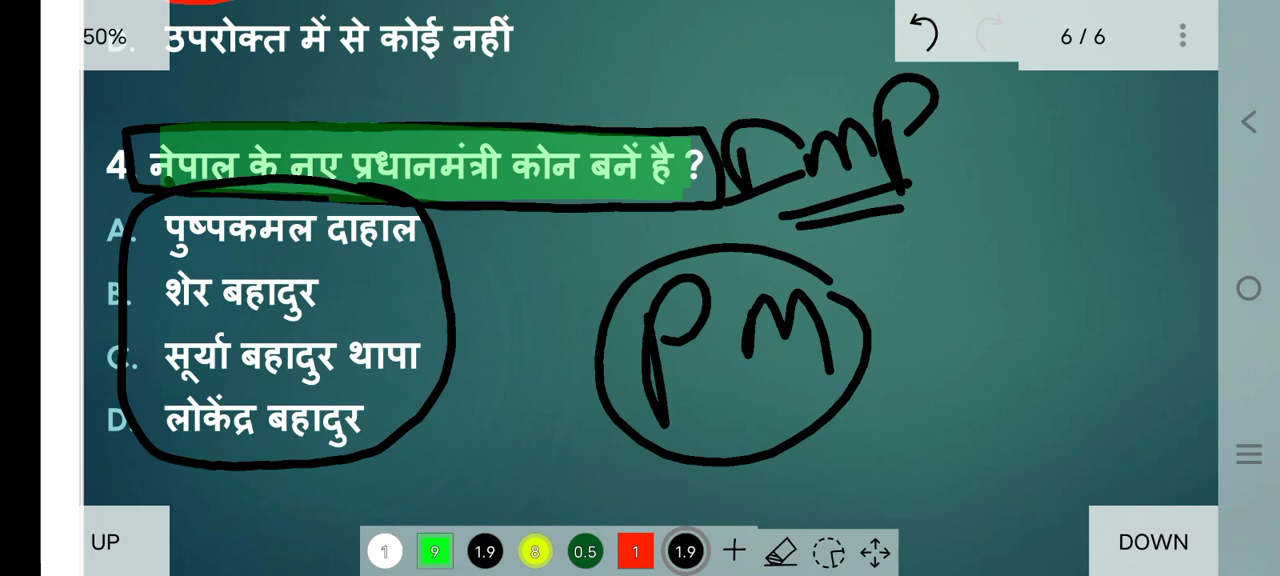 50%
D. उपरोक्त में से कोई नहीं
6 / 6
4. नेपाल के नए प्रधानमंत्री कोन बनें है ?
IMP
A. पुष्पकमल दाहाल
B. शेर बहादुर
PM
C. सूर्या बहादुर थापा
D. लोकेंद्र बहादुर
UP
1 9 1.9 8 0.5 1 1.9
DOWN